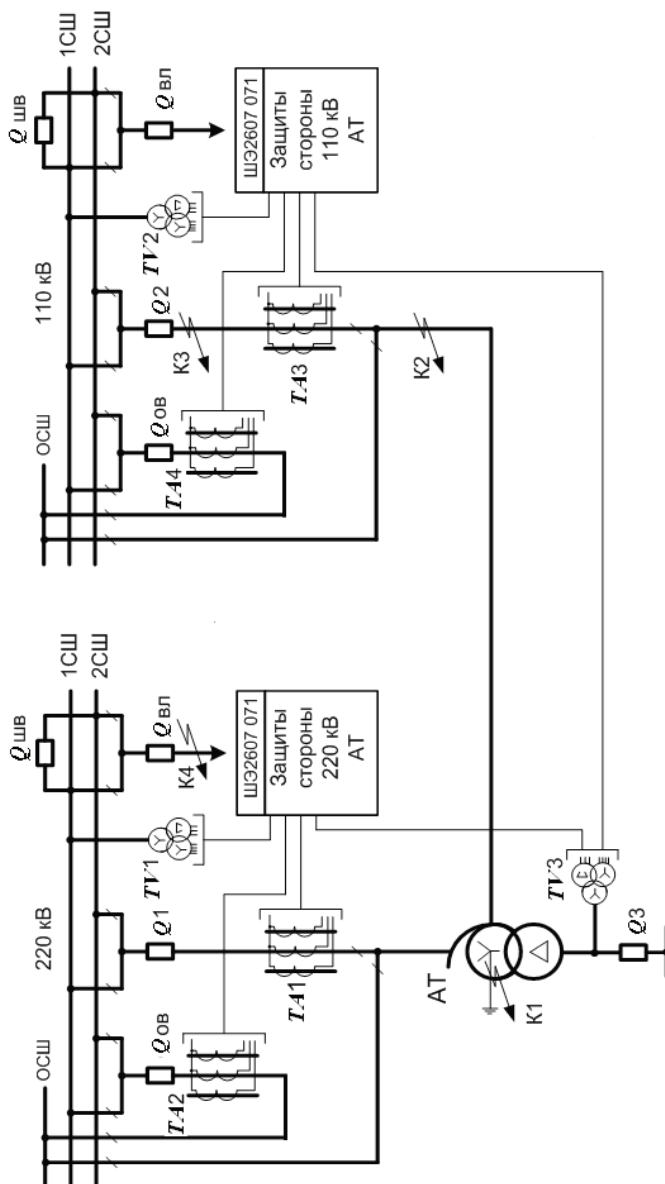 ОСШ
220 кВ
Q шв
1СШ
2СШ
TV1
Q ов
Q1
Q вл
К4
TA2
TA1
ШЭ2607 071
Защиты
стороны
220 кВ
АТ
АТ
К1
TV3
Q3
ОСШ
110 кВ
Q шв
1СШ
2СШ
TV2
Q ов
Q2
Q вл
К3
TA4
TA3
ШЭ2607 071
Защиты
стороны
110 кВ
АТ
К2